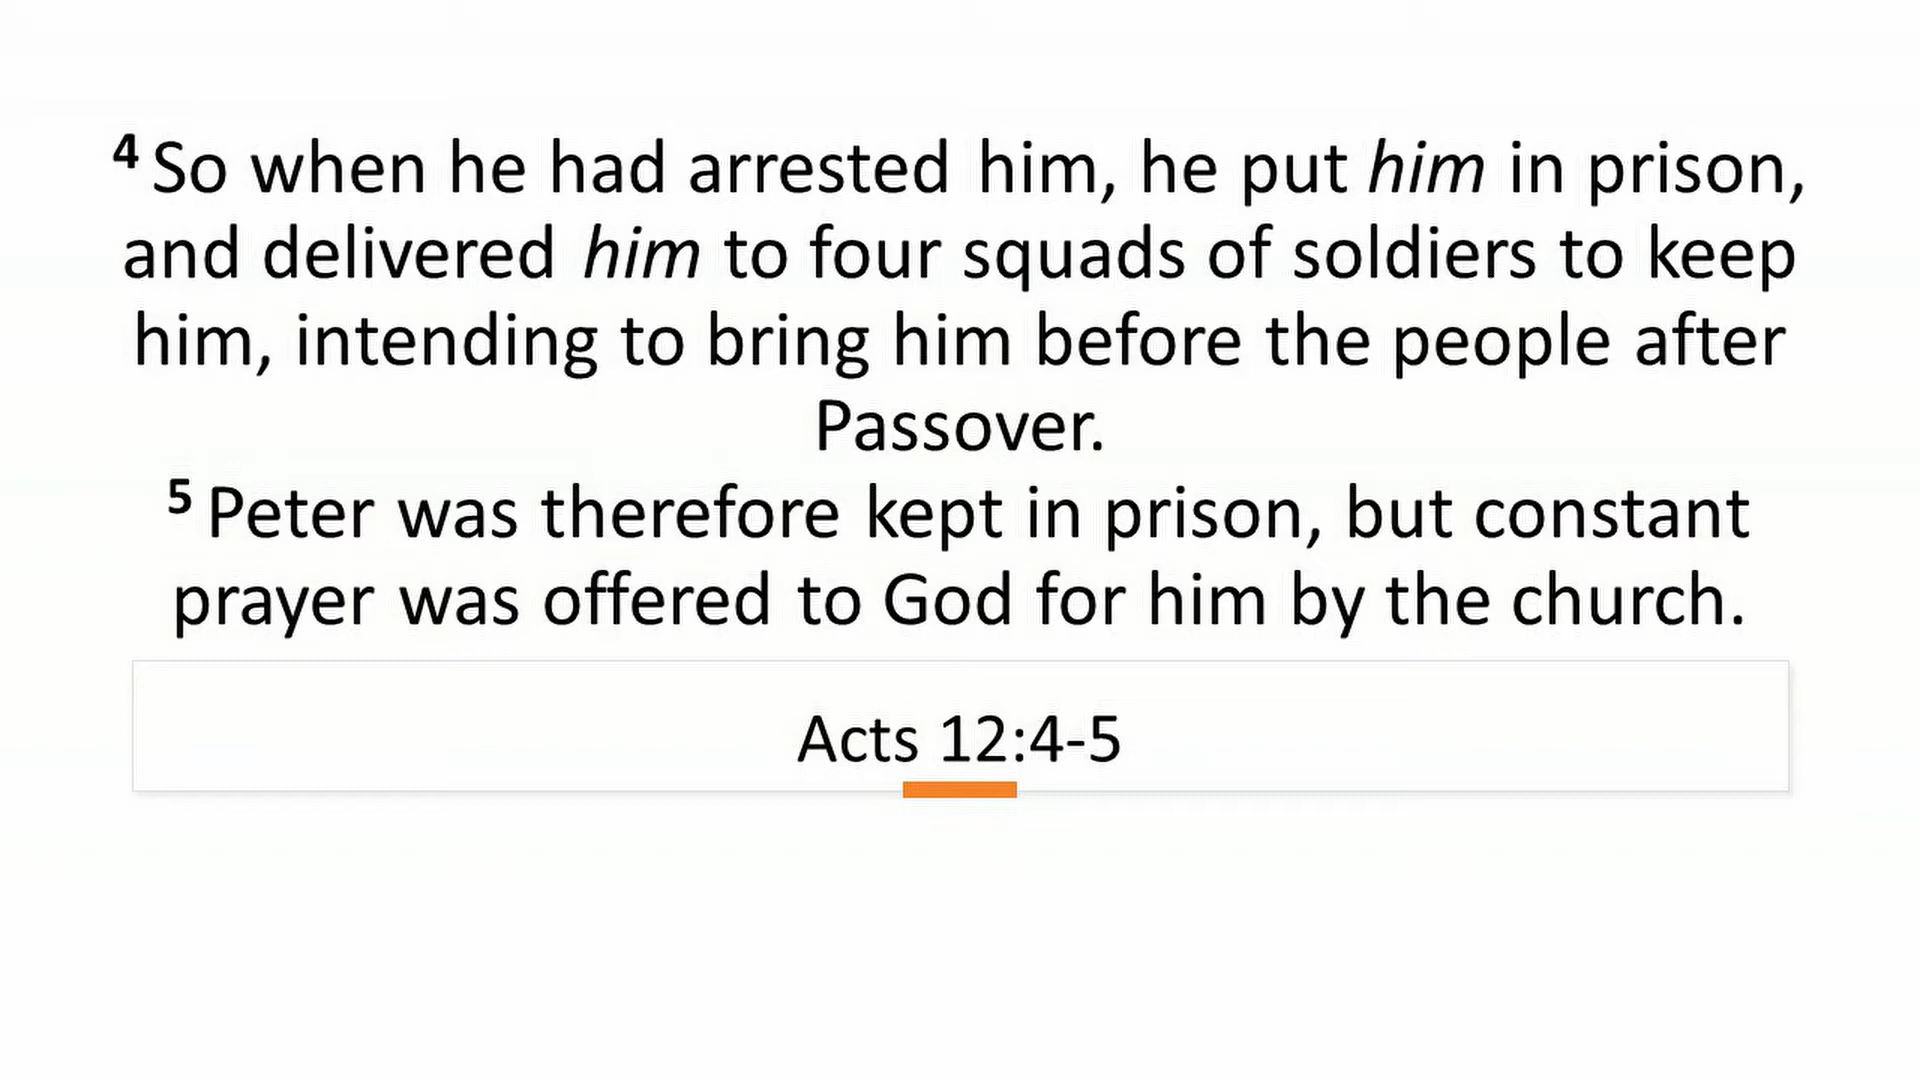 4 So when he had arrested him, he put him in prison,
and delivered him to four squads of soldiers to keep
him, intending to bring him before the people after
Passover.
5 Peter was therefore kept in prison, but constant
prayer was offered to God for him by the church.
Acts 12:4-5